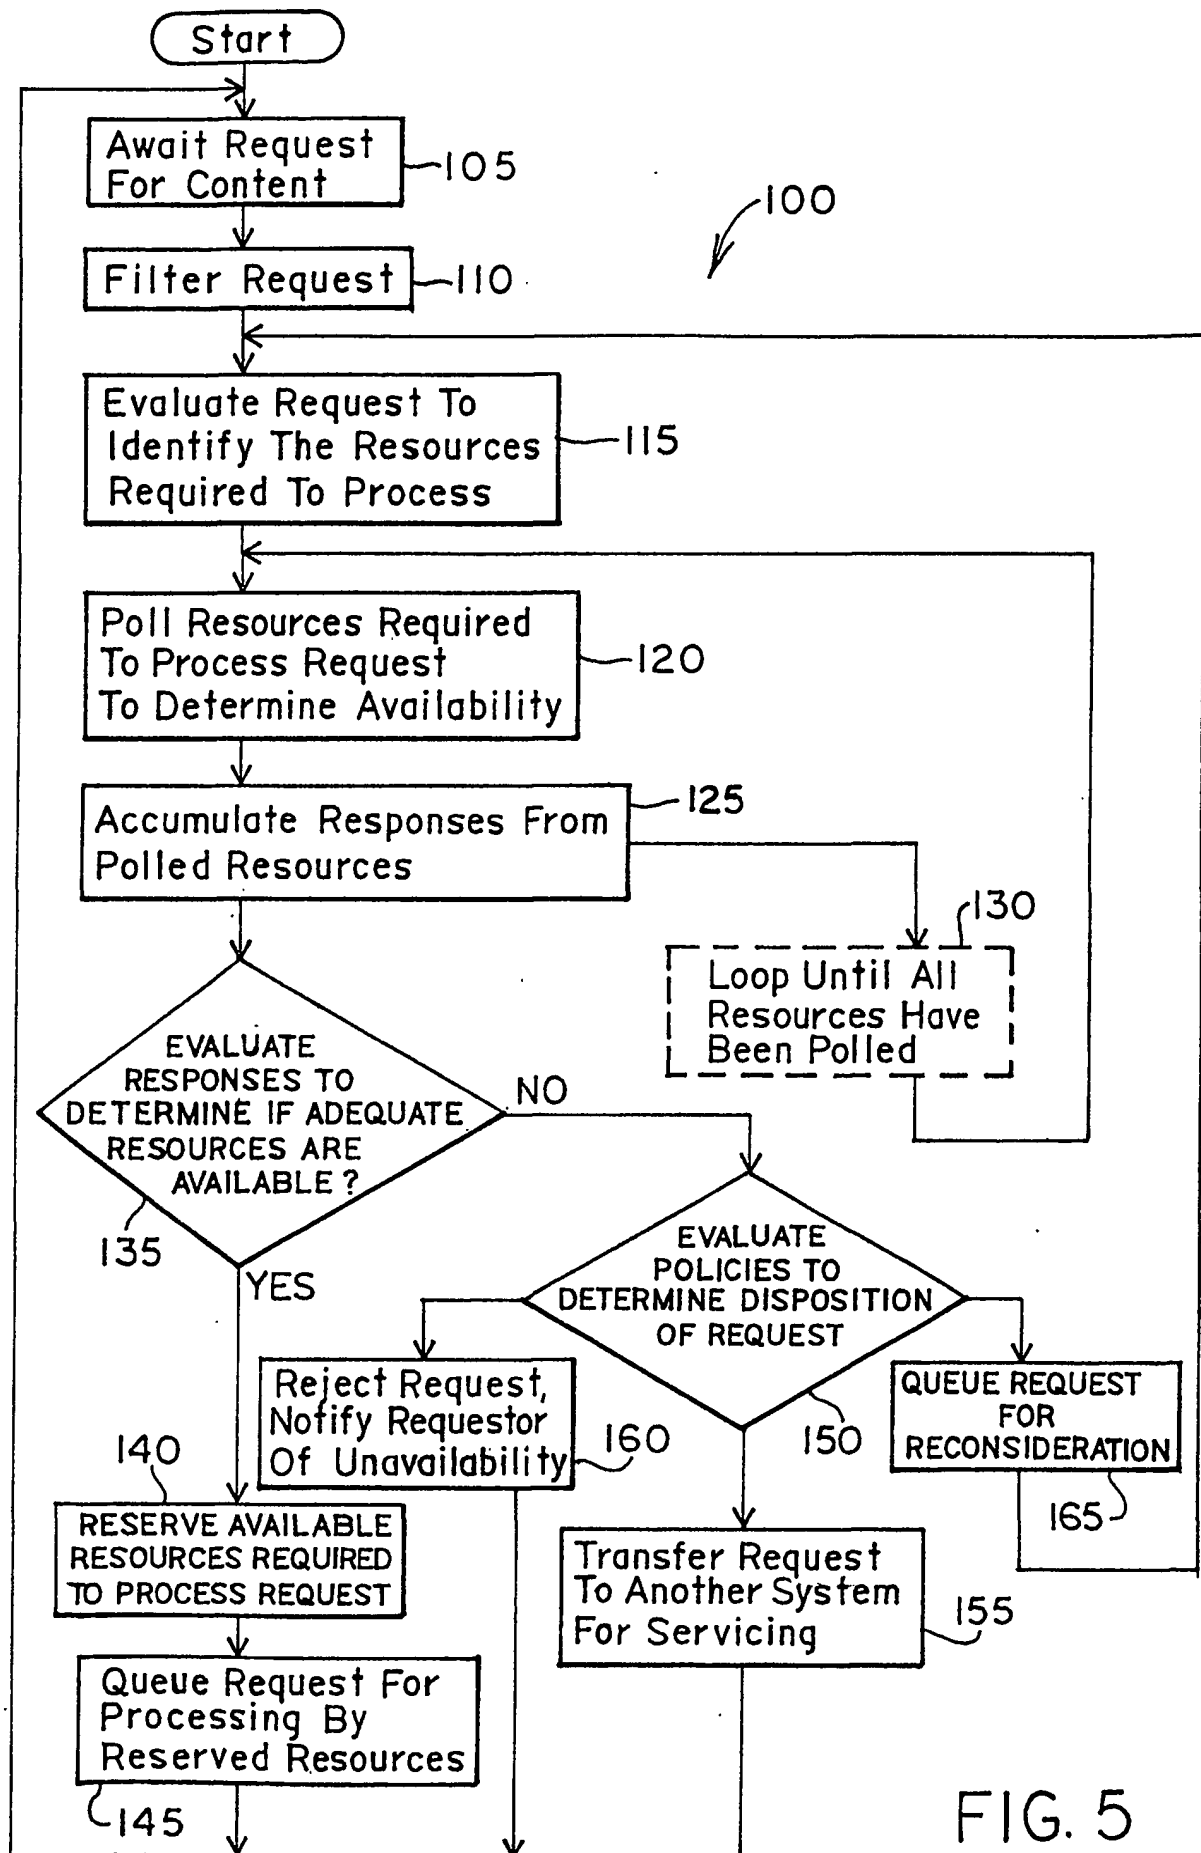 Start
Await Request
For Content
105
100
Filter Request
110
Evaluate Request To
Identify The Resources
Required To Process
115
Poll Resources Required
To Process Request
To Determine Availability
120
Accumulate Responses From
Polled Resources
125
130
Loop Until All
Resources Have
Been Polled
EVALUATE
RESPONSES TO
DETERMINE IF ADEQUATE
RESOURCES ARE
AVAILABLE?
NO
135
YES
EVALUATE
POLICIES TO
DETERMINE DISPOSITION
OF REQUEST
150
Reject Request,
Notify Requestor
Of Unavailability
160
QUEUE REQUEST
FOR
RECONSIDERATION
165
140
RESERVE AVAILABLE
RESOURCES REQUIRED
TO PROCESS REQUEST
Transfer Request
To Another System
For Servicing
155
Queue Request For
Processing By
Reserved Resources
145
FIG. 5